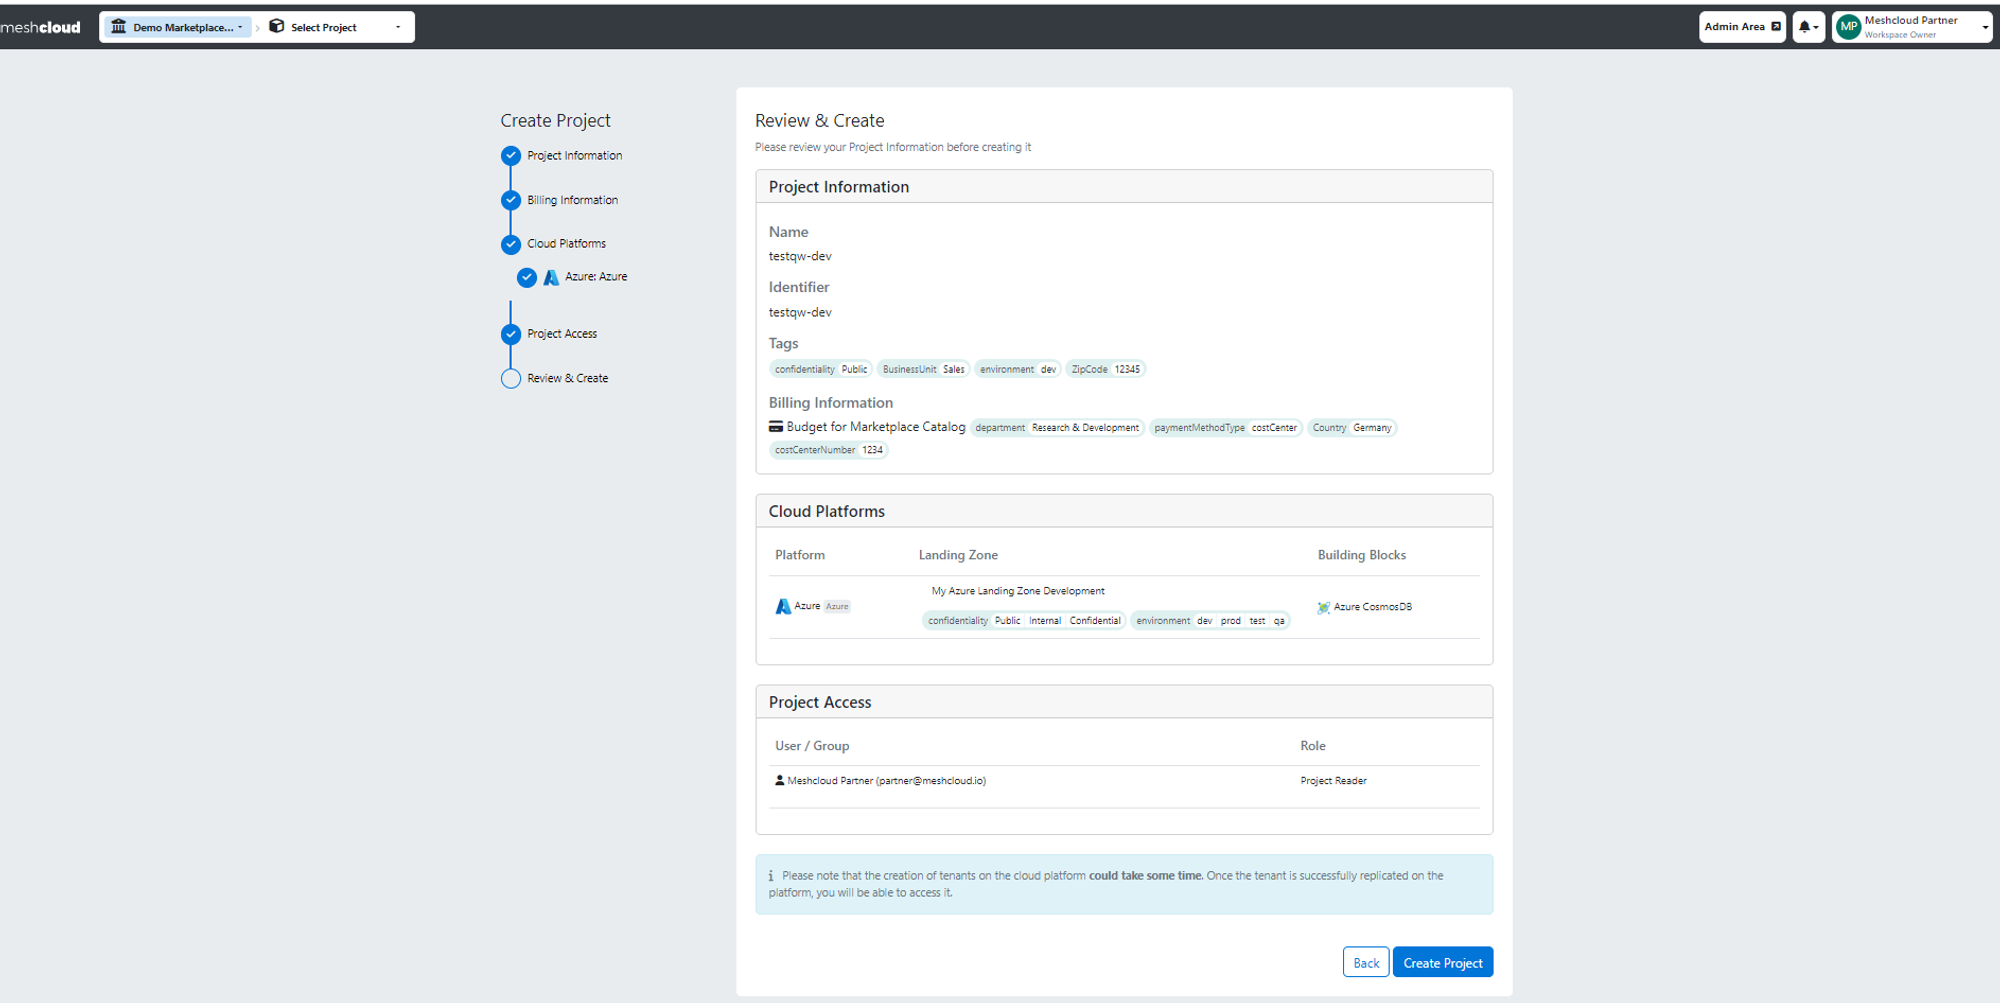 meshcloud
Demo Marketplace...
Select Project
Admin Area
MP
Meshcloud Partner
Workspace Owner
Create Project
Project Information
Billing Information
Cloud Platforms
Azure: Azure
Project Access
Review & Create
Review & Create
Please review your Project Information before creating it
Project Information
Name
testqw-dev
Identifier
testqw-dev
Tags
confidentiality Public BusinessUnit Sales environment dev ZipCode 12345
Billing Information
Budget for Marketplace Catalog department Research & Development paymentMethodType costCenter Country Germany
costCenterNumber 1234
Cloud Platforms
Platform Landing Zone Building Blocks
My Azure Landing Zone Development
Azure Azure Azure CosmosDB
confidentiality Public Internal Confidential environment dev prod test qa
Project Access
User / Group Role
Meshcloud Partner (partner@meshcloud.io) Project Reader
Please note that the creation of tenants on the cloud platform could take some time. Once the tenant is successfully replicated on the
platform, you will be able to access it.
Back Create Project